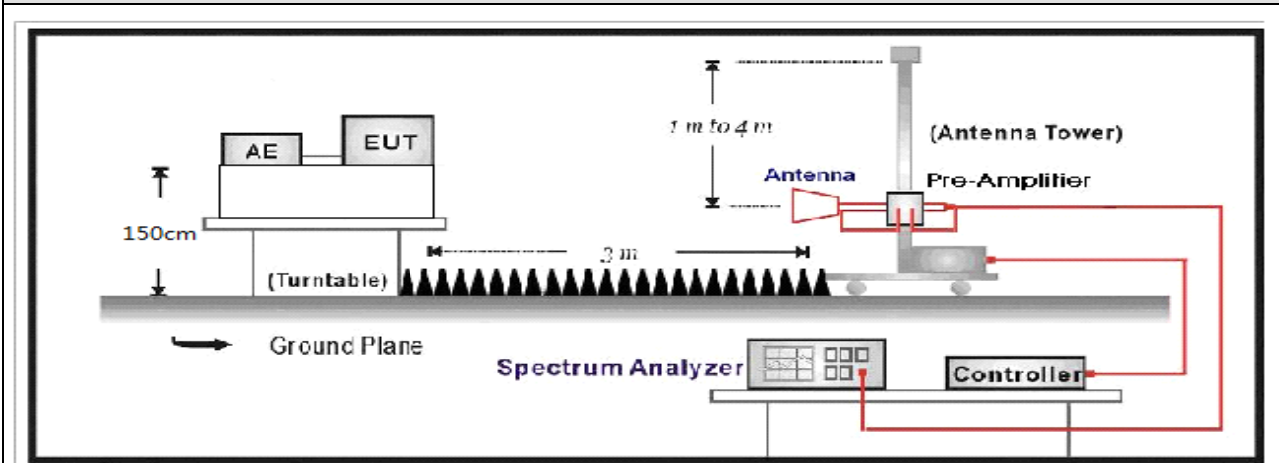 1 m to 4 m
(Antenna Tower)
AE
EUT
Antenna
Pre-Amplifier
150cm
3 m
(Turntable)
Ground Plane
Spectrum Analyzer
Controller